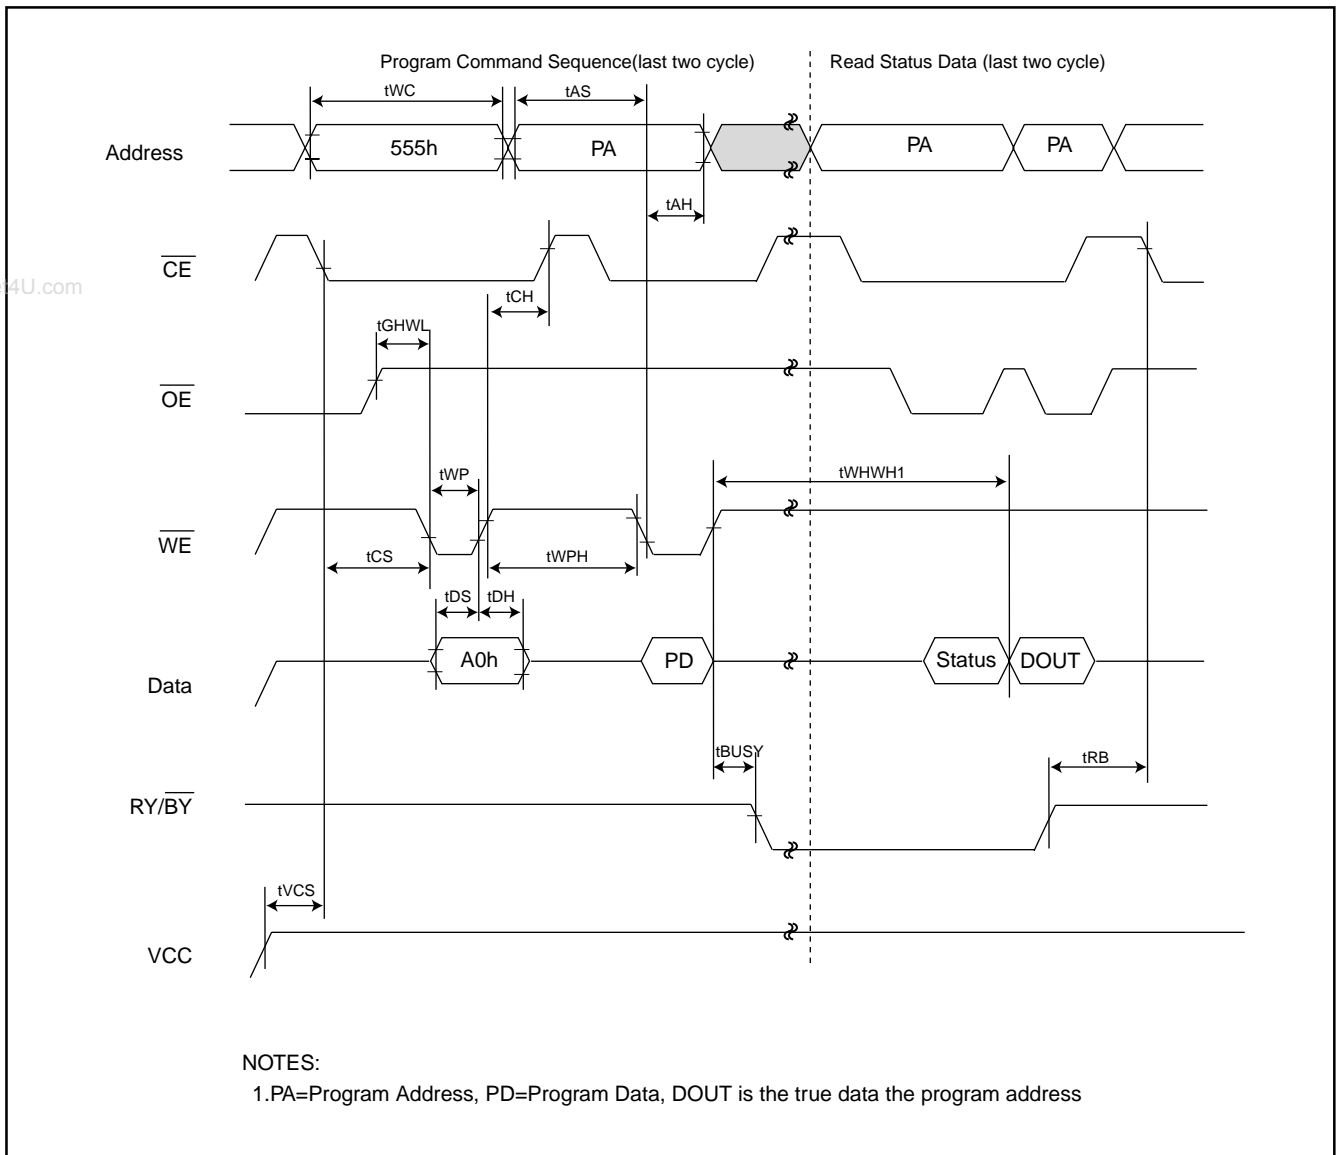 Program Command Sequence(last two cycle)
Read Status Data (last two cycle)
tWC
tAS
Address
555h
PA
PA
PA
tAH
CE
4U.com
tCH
tGHWL
OE
tWP
tWHWH1
WE
tCS
tWPH
tDS
tDH
A0h
PD
Status
DOUT
Data
tBUSY
tRB
RY/BY
tVCS
VCC
NOTES:
1.PA=Program Address, PD=Program Data, DOUT is the true data the program address